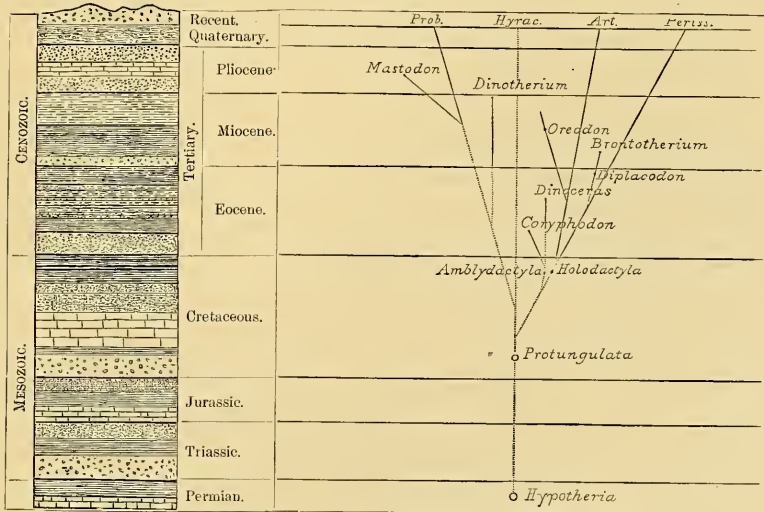 Recent.
Quaternary.
Pliocene.
Miocene.
Eocene.
Tertiary.
CENOZOIC.
Cretaceous.
Jurassic.
Triassic.
Permian.
MESOZOIC.
Prob. Hyrac. Art. Periss.
Mastodon
Dinotherium
Oreodon
Brontotherium
Diplacodon
Dinoceras
Coryphodon
Amblydactyla. Holodactyla
Protungulata
Hypotheria